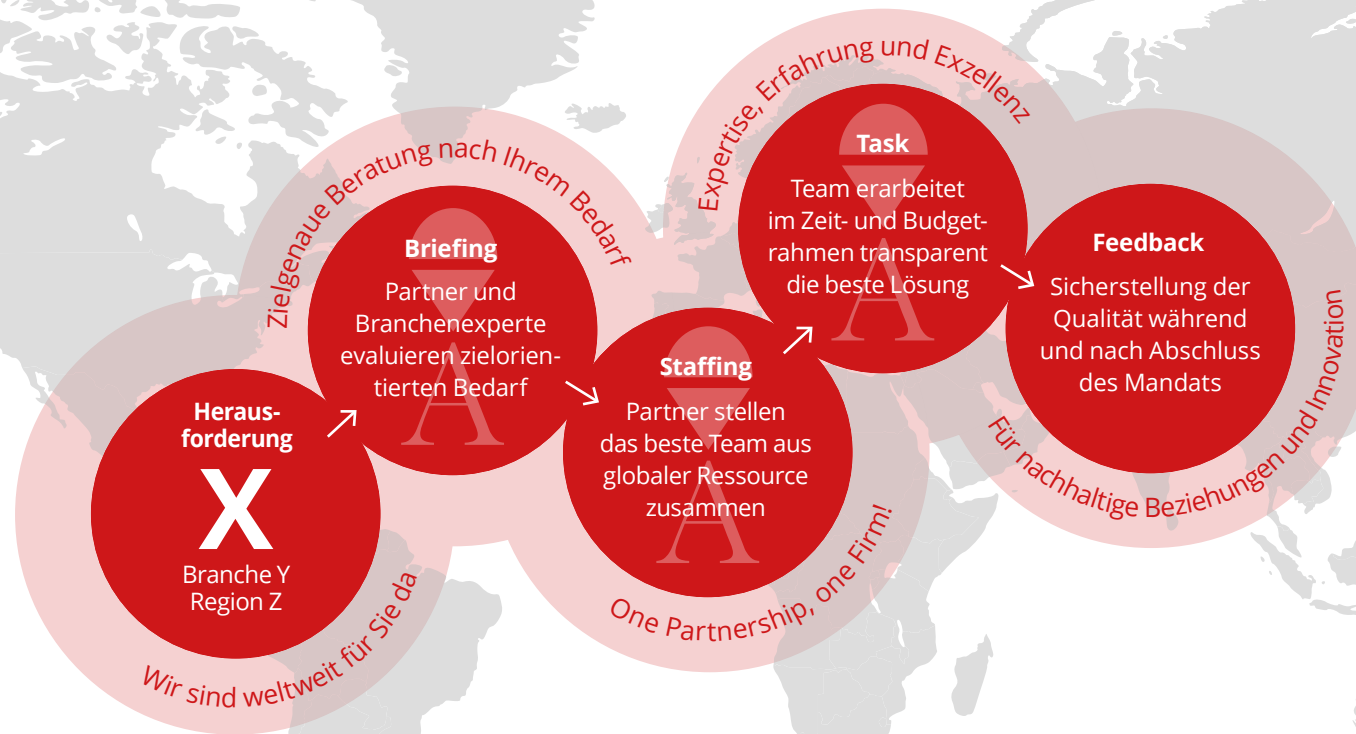 Heraus-
forderung
X
Branche Y
Region Z
Wir sind weltweit für Sie da
Zielgenaue Beratung nach Ihrem Bedarf
Briefing
Partner und
Branchenexperte
evaluieren zielorien-
tierten Bedarf
Staffing
Partner stellen
das beste Team aus
globaler Ressource
zusammen
One Partnership, one Firm!
Expertise, Erfahrung und Exzellenz
Task
Team erarbeitet
im Zeit- und Budget-
rahmen transparent
die beste Lösung
Feedback
Sicherstellung der
Qualität während
und nach Abschluss
des Mandats
Für nachhaltige Beziehungen und Innovation